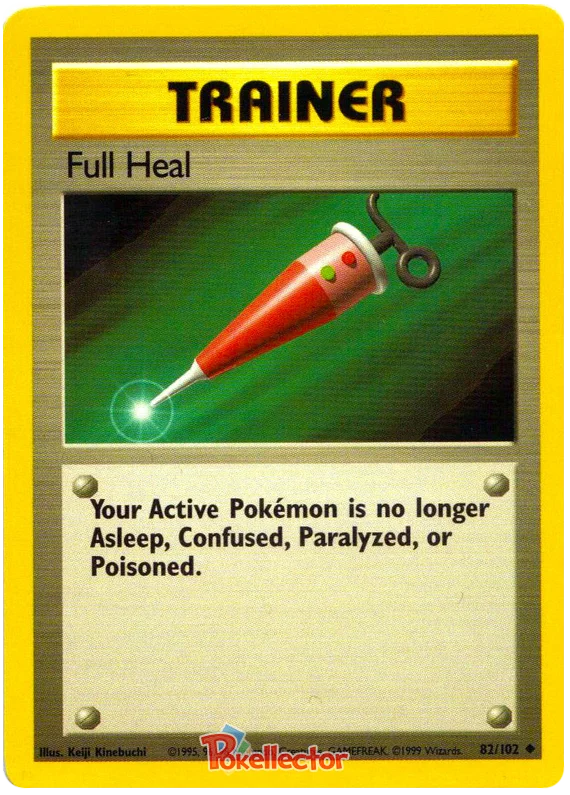 TRAINER
Full Heal
Your Active Pokémon is no longer
Asleep, Confused, Paralyzed, or
Poisoned.
Illus. Keiji Kinebuchi ©1995, GAMEFREAK, ©1999 Wizards. 82/102 ◆
Pokellector